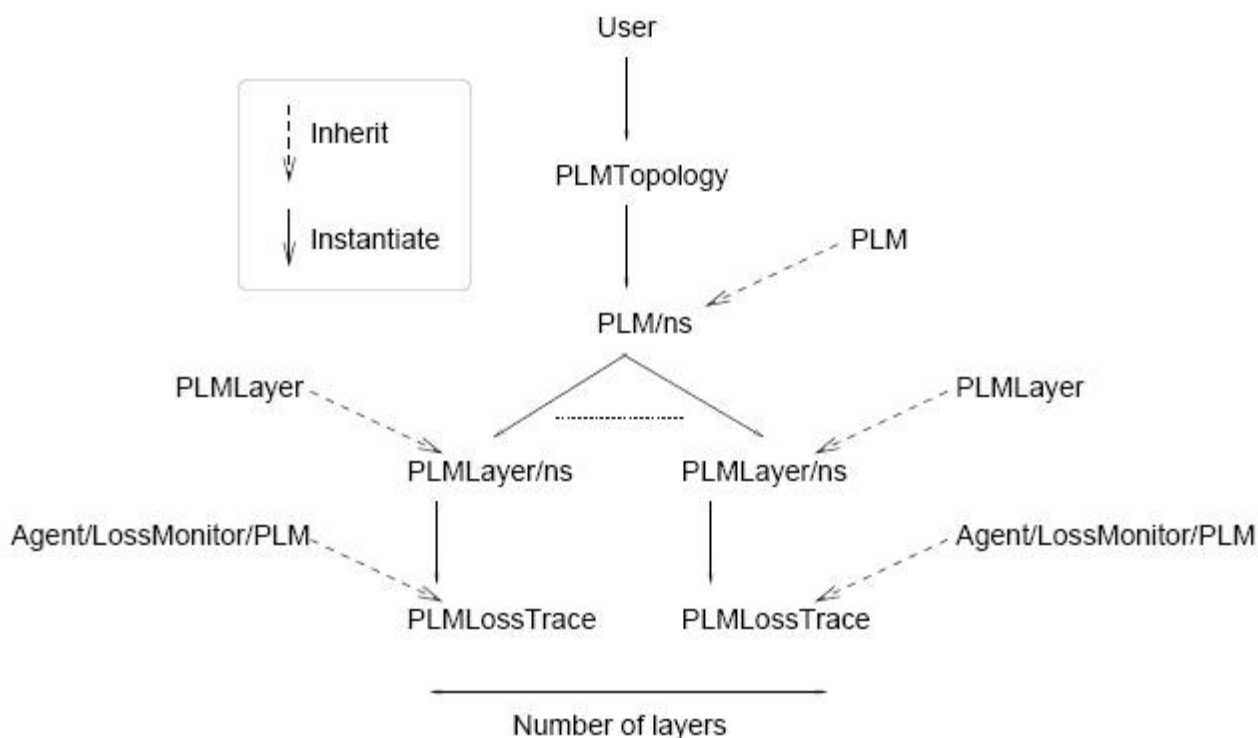 User
Inherit
PLMTopology
Instantiate
PLM
PLM/ns
PLMLayer
PLMLayer
PLMLayer/ns
PLMLayer/ns
Agent/LossMonitor/PLM
Agent/LossMonitor/PLM
PLMLossTrace
PLMLossTrace
Number of layers